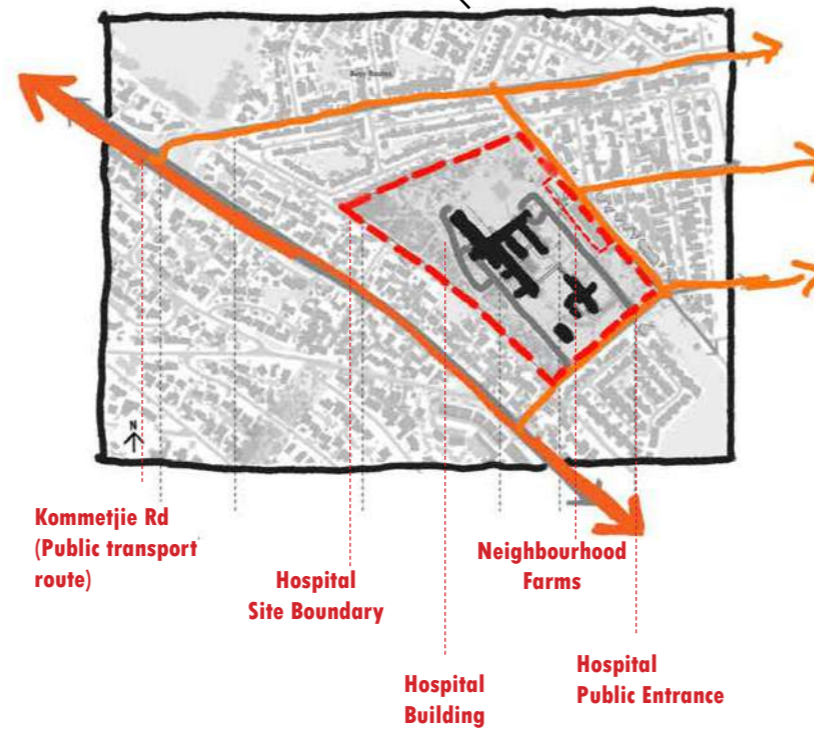 N
Kommetjie Rd
(Public transport
route)
Hospital
Site Boundary
Neighbourhood
Farms
Hospital
Building
Hospital
Public Entrance